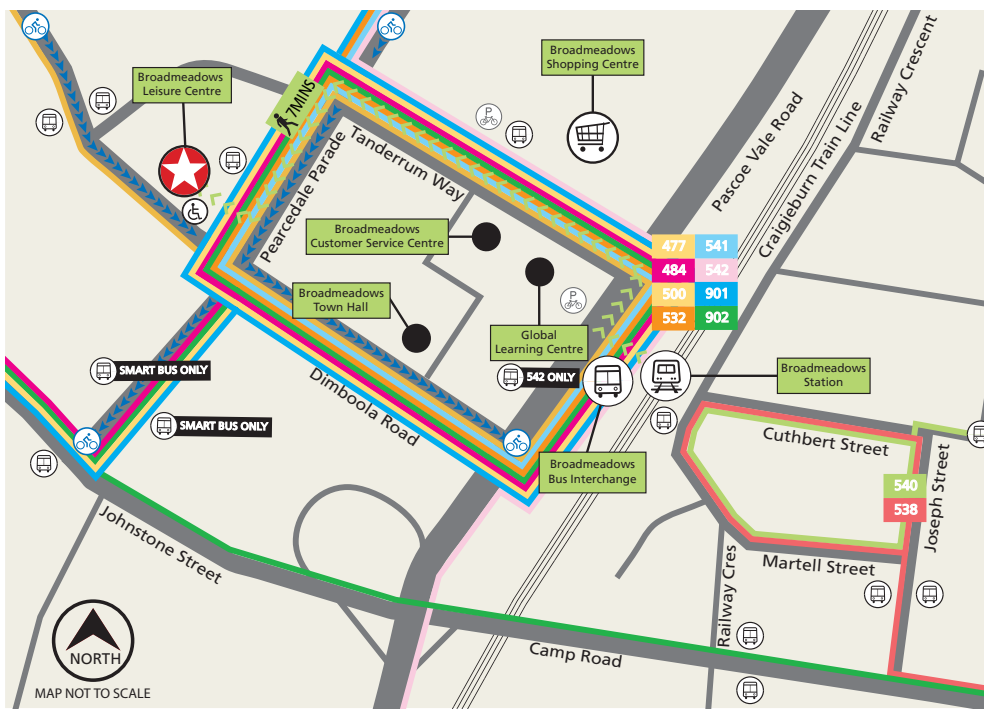 Broadmeadows
Leisure Centre
7MINS
Broadmeadows
Shopping Centre
P
Railway Crescent
Pascoe Vale Road
Craigieburn Train Line
Tanderrum Way
Pearcedale Parade
Broadmeadows
Customer Service Centre
477 541
484 542
500 901
532 902
Broadmeadows
Town Hall
P
Global
Learning Centre
542 ONLY
Broadmeadows
Station
SMART BUS ONLY
SMART BUS ONLY
Dimboola Road
Broadmeadows
Bus Interchange
Cuthbert Street
540
538
Joseph Street
Martell Street
Railway Cres
Johnstone Street
Camp Road
NORTH
MAP NOT TO SCALE